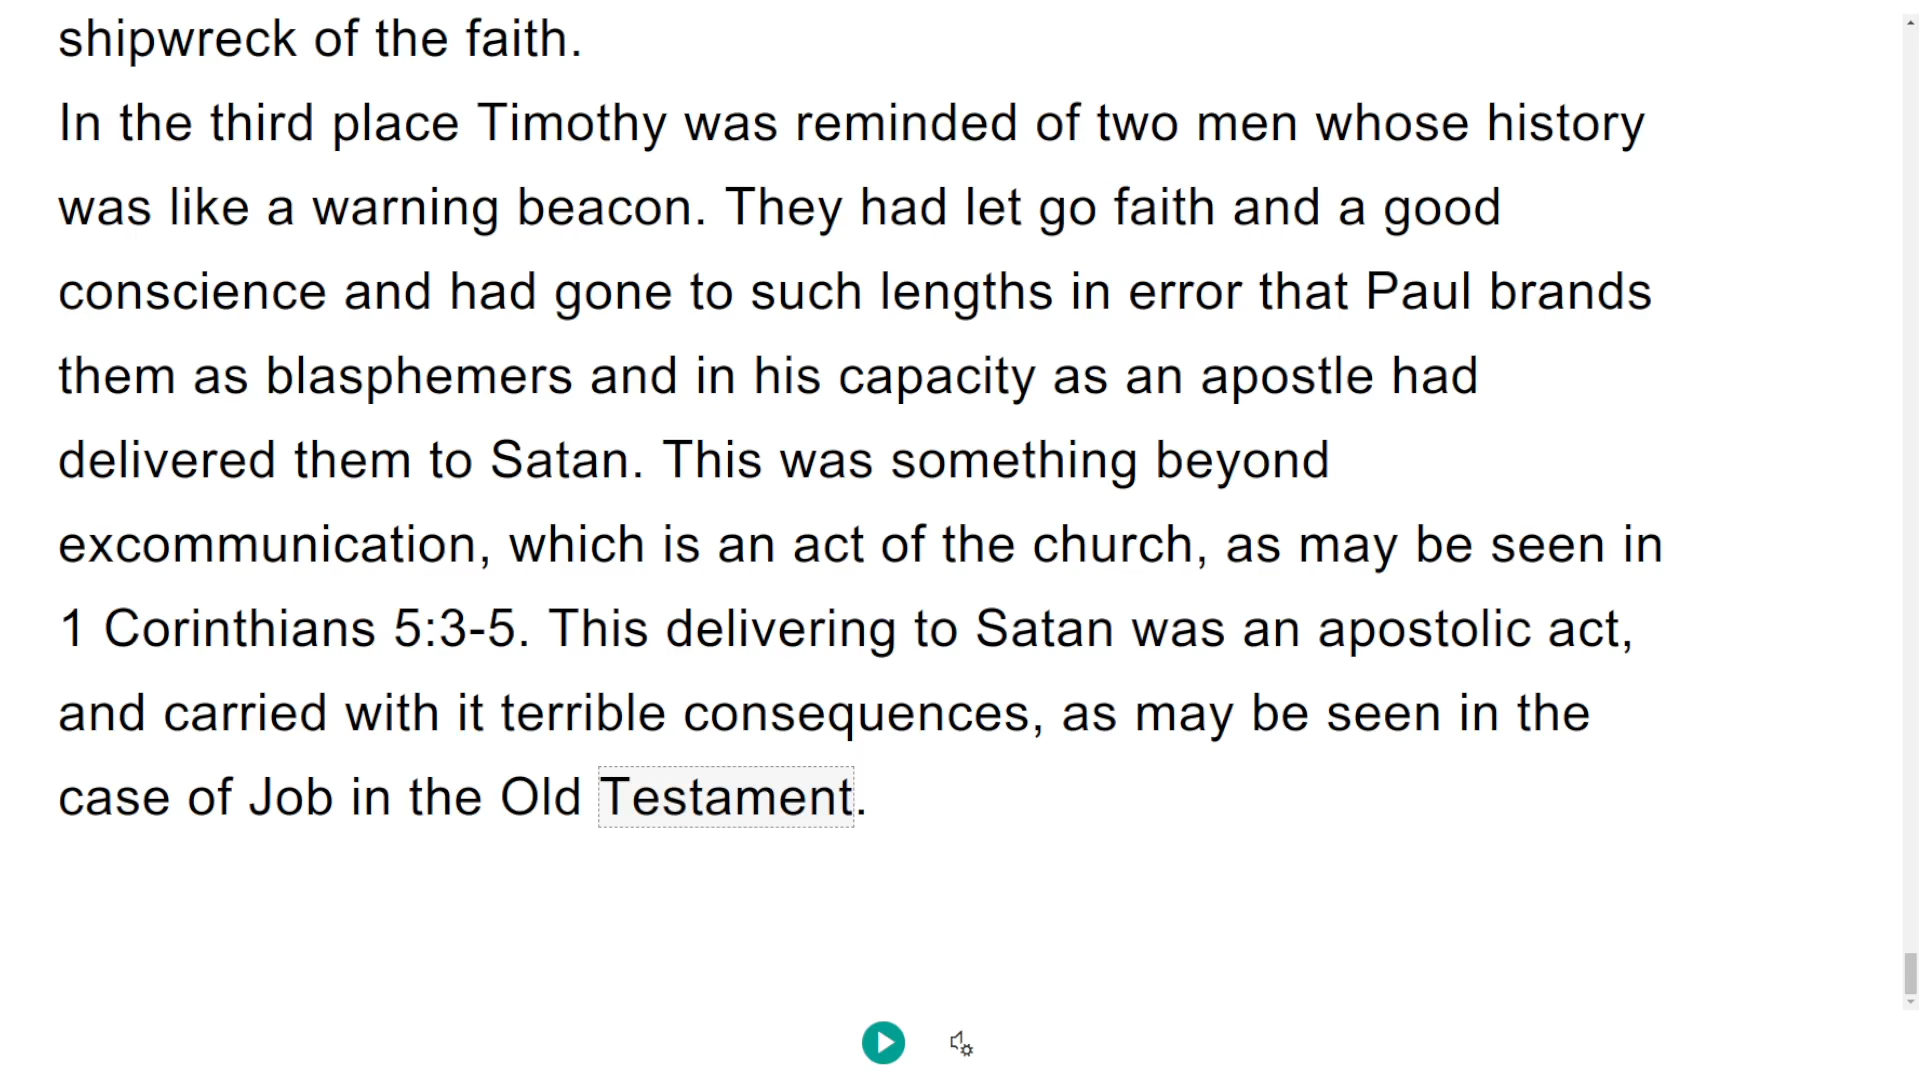 shipwreck of the faith.
In the third place Timothy was reminded of two men whose history
was like a warning beacon. They had let go faith and a good
conscience and had gone to such lengths in error that Paul brands
them as blasphemers and in his capacity as an apostle had
delivered them to Satan. This was something beyond
excommunication, which is an act of the church, as may be seen in
1 Corinthians 5:3-5. This delivering to Satan was an apostolic act,
and carried with it terrible consequences, as may be seen in the
case of Job in the Old Testament.